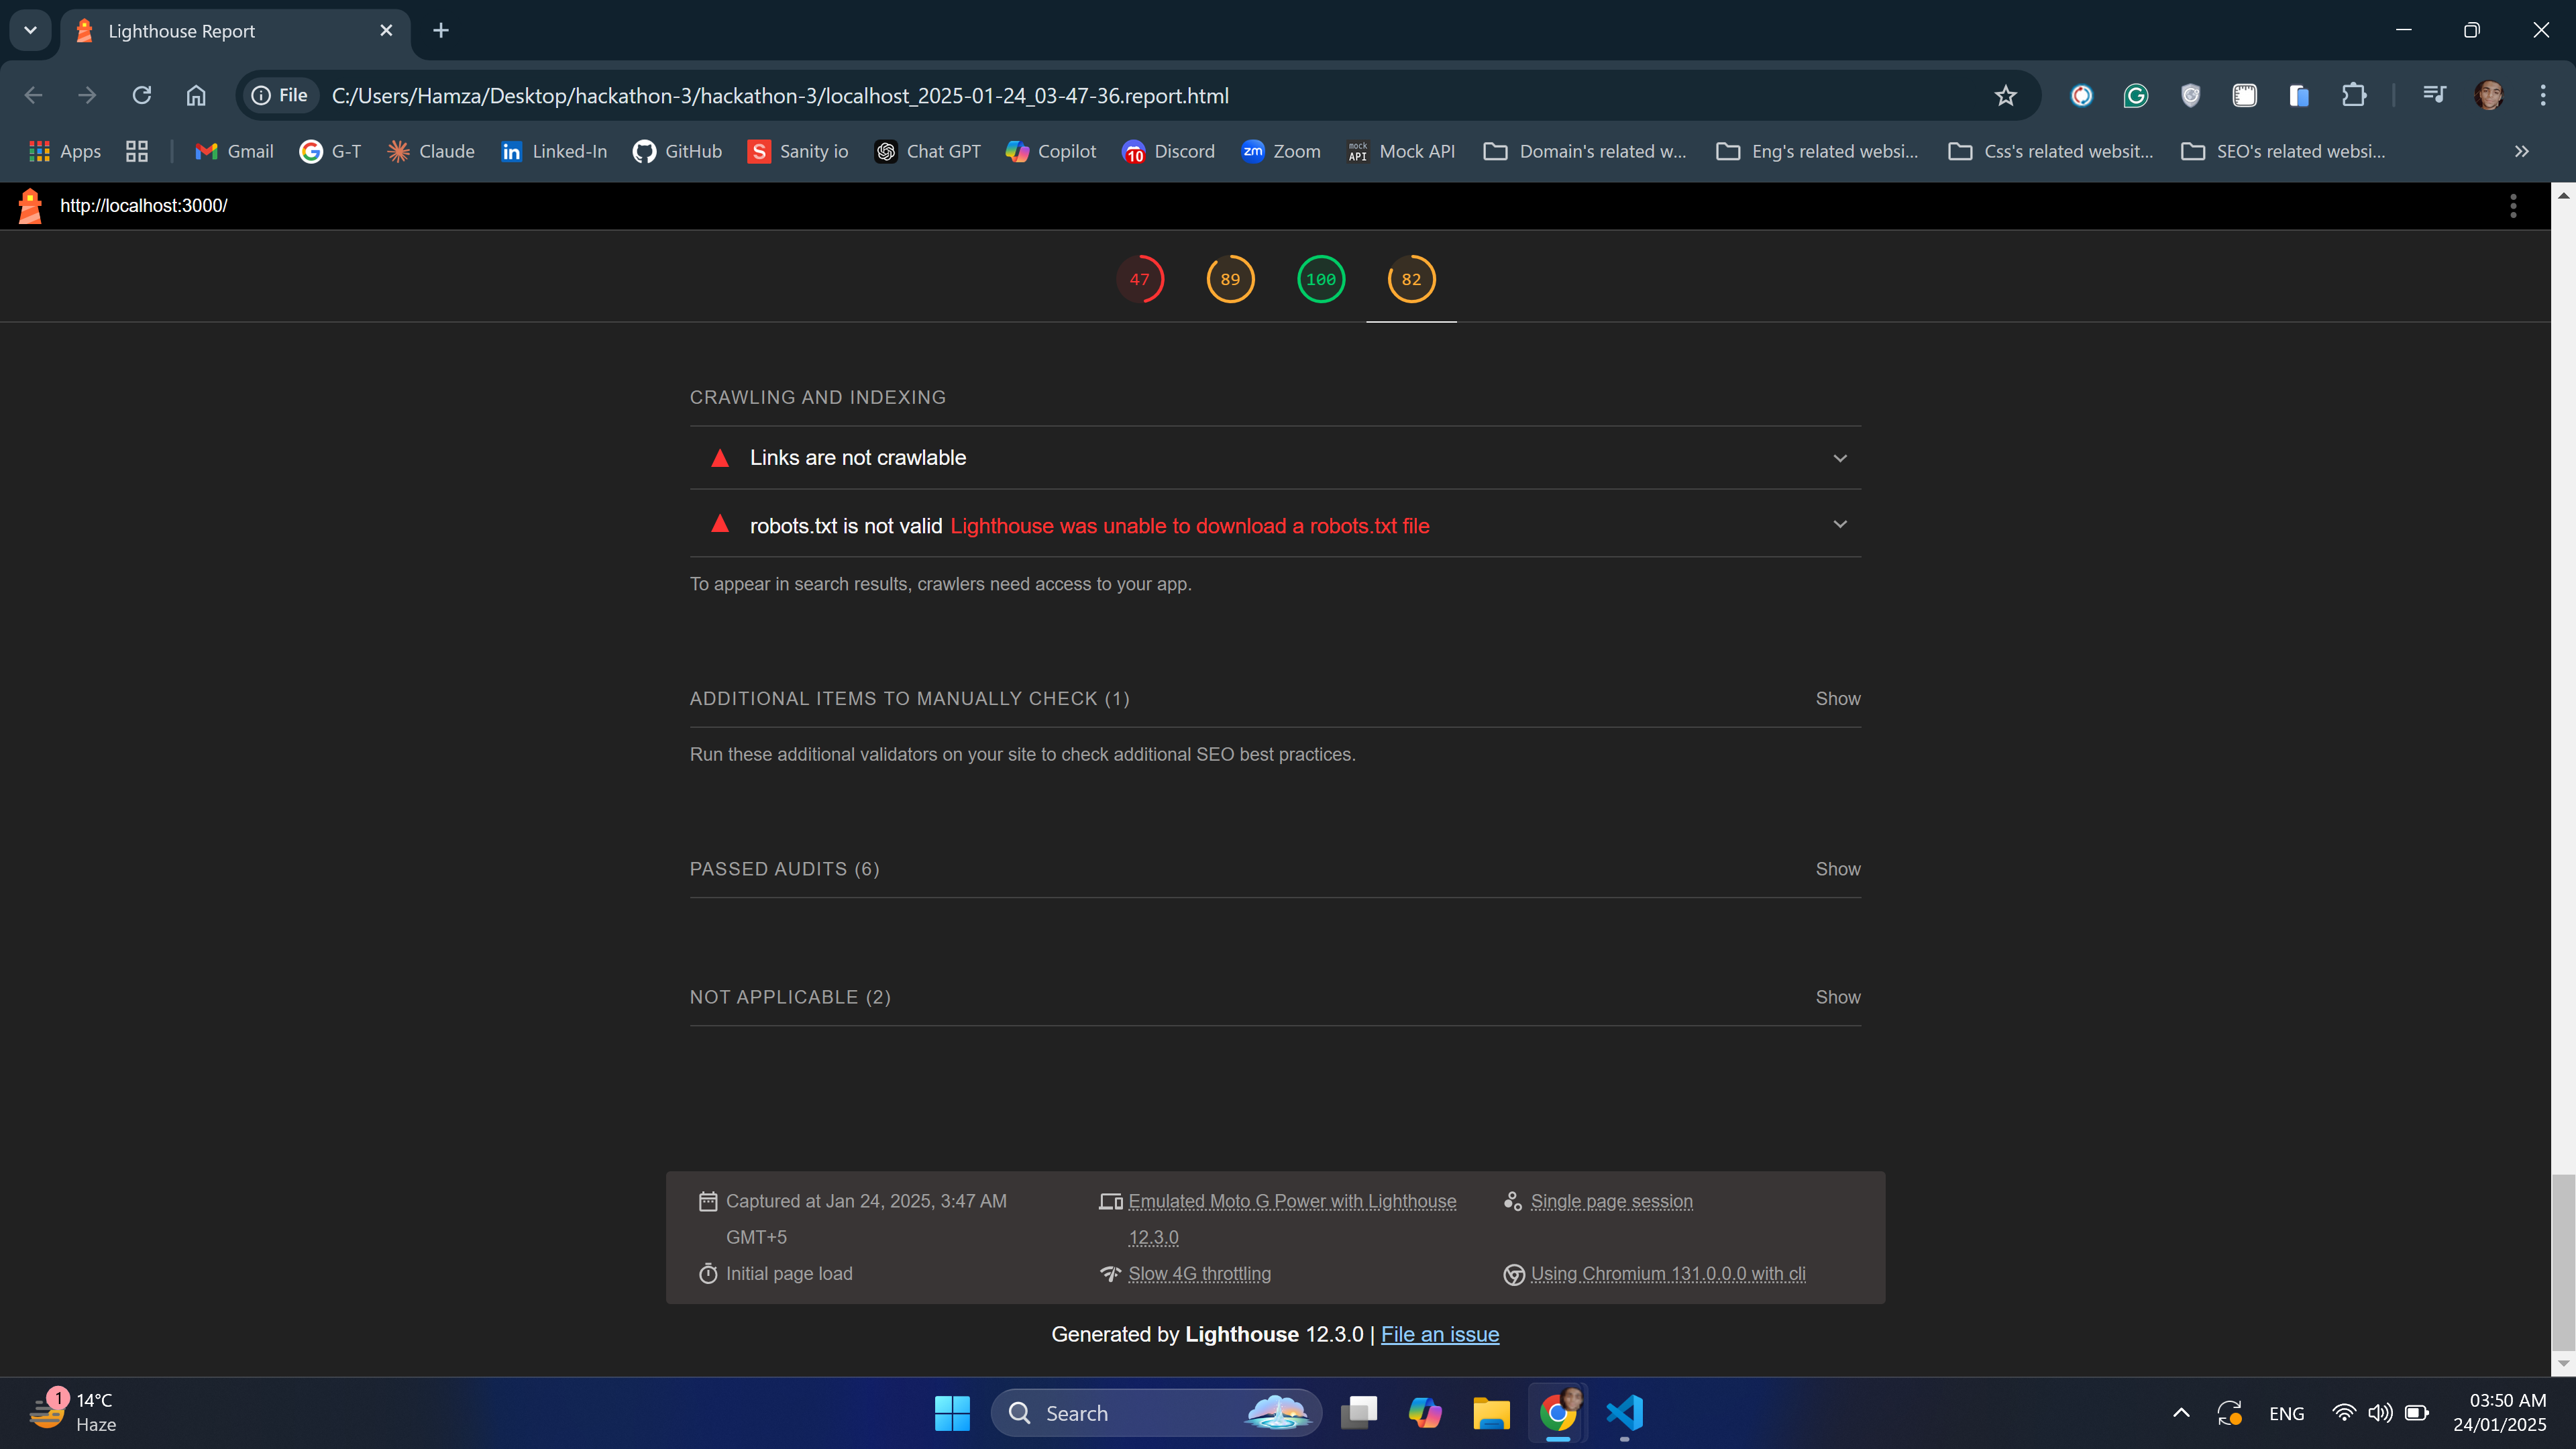 Lighthouse Report
File
C:/Users/Hamza/Desktop/hackathon-3/hackathon-3/localhost_2025-01-24_03-47-36.report.html
Apps
Gmail
G-T
Claude
Linked-In
GitHub
Sanity io
Chat GPT
Copilot
10
Discord
zm
Zoom
mock
API
Mock API
Domain's related w...
Eng's related websi...
Css's related websit...
SEO's related websi...
http://localhost:3000/
47
89
100
82
CRAWLING AND INDEXING
Links are not crawlable
robots.txt is not valid Lighthouse was unable to download a robots.txt file
To appear in search results, crawlers need access to your app.
ADDITIONAL ITEMS TO MANUALLY CHECK (1)
Show
Run these additional validators on your site to check additional SEO best practices.
PASSED AUDITS (6)
Show
NOT APPLICABLE (2)
Show
Captured at Jan 24, 2025, 3:47 AM
GMT+5
Emulated Moto G Power with Lighthouse
12.3.0
Single page session
Initial page load
Slow 4G throttling
Using Chromium 131.0.0.0 with cli
Generated by Lighthouse 12.3.0 | File an issue
1
14°C
Haze
Search
ENG
03:50 AM
24/01/2025